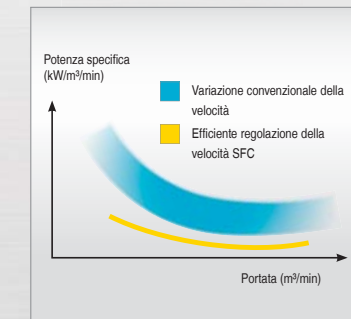 Potenza specifica
(kW/m³/min)
Variazione convenzionale della
velocità
Efficiente regolazione della
velocità SFC
Portata (m³/min)